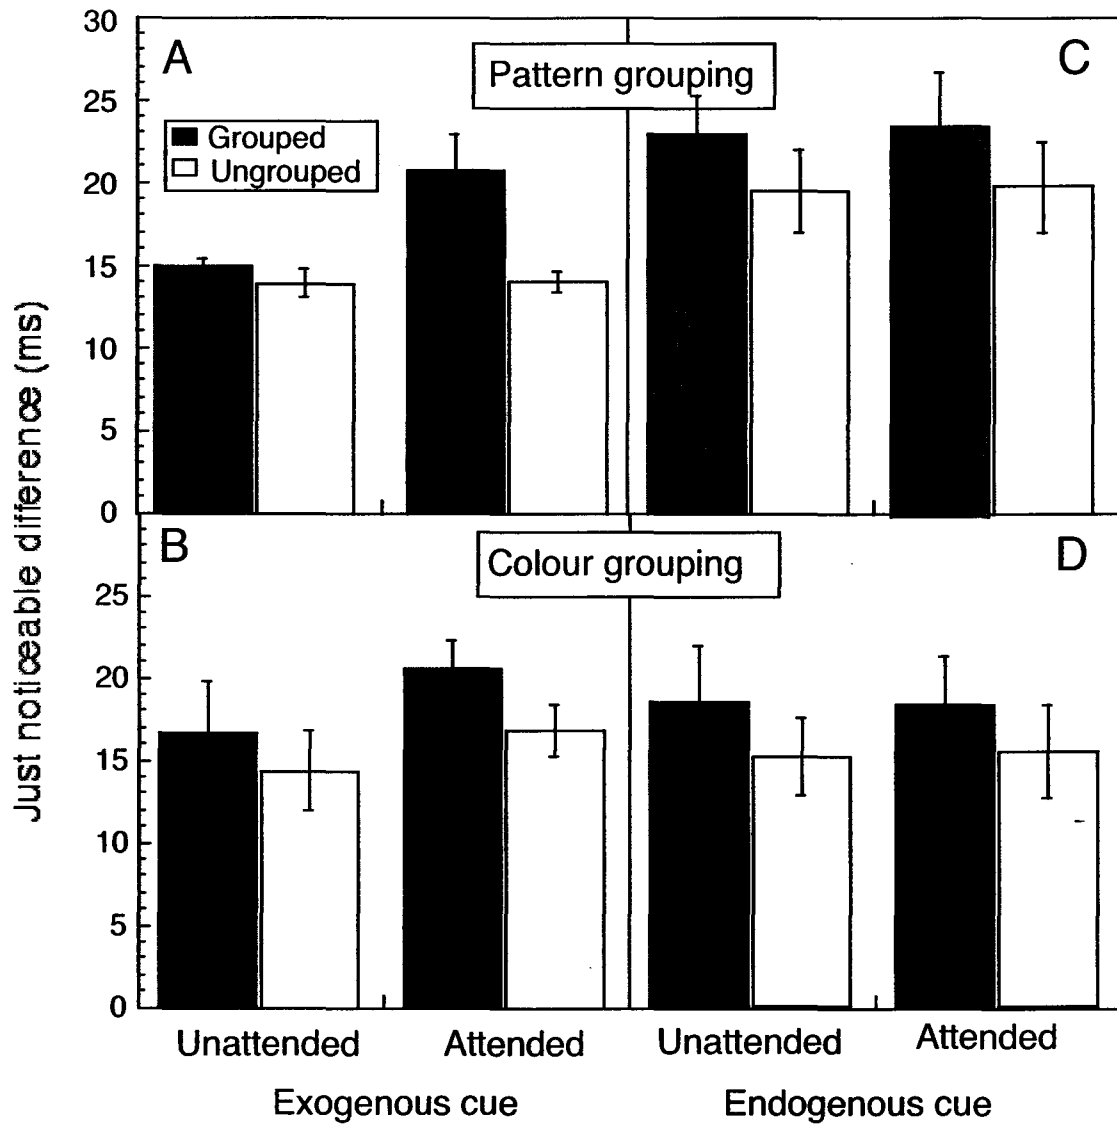 30
A
Pattern grouping
C
25
Grouped
Ungrouped
20
15
10
5
0
Just noticeable difference (ms)
B
Colour grouping
D
25
20
15
10
5
0
Unattended
Attended
Unattended
Attended
Exogenous cue
Endogenous cue